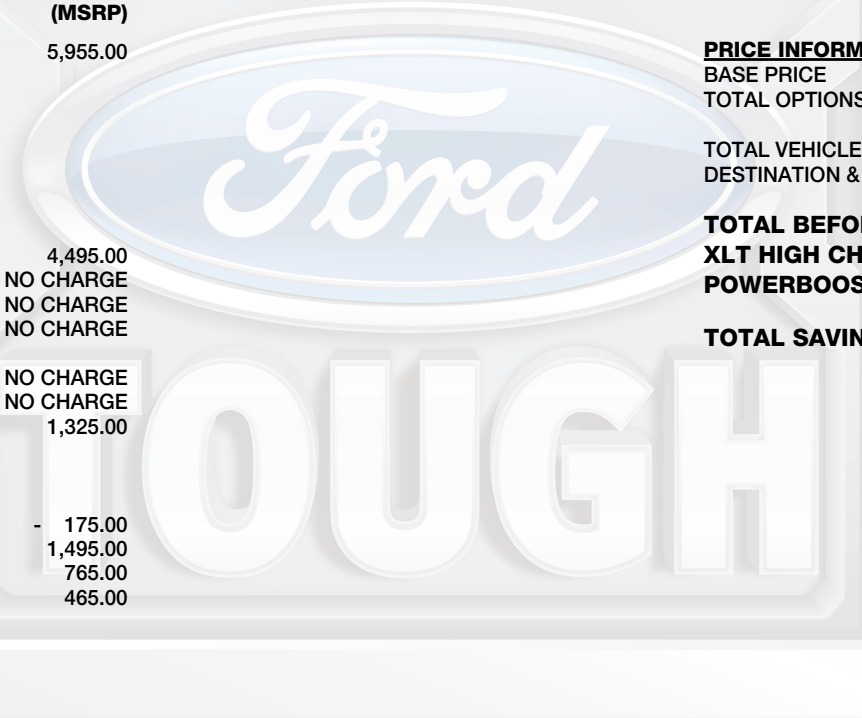 (MSRP)
5,955.00
4,495.00
NO CHARGE
NO CHARGE
NO CHARGE
NO CHARGE
NO CHARGE
1,325.00
- 175.00
1,495.00
765.00
465.00
PRICE INFORM
BASE PRICE
TOTAL OPTIONS
TOTAL VEHICLE
DESTINATION &
TOTAL BEFO
XLT HIGH CH
POWERBOOS
TOTAL SAVIN
Ford
TOUGH